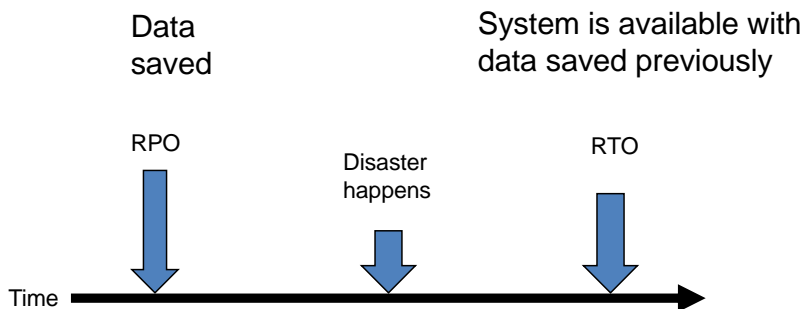 Data
saved
System is available with
data saved previously
RPO
Disaster
happens
RTO
Time